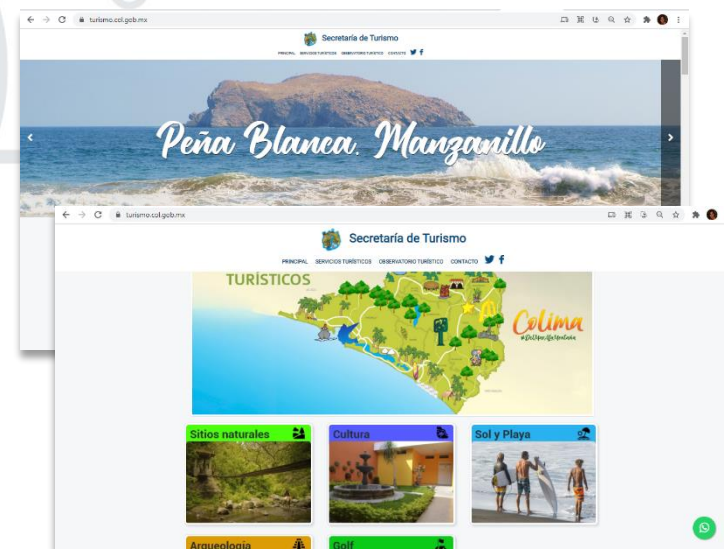 turismo.col.gob.mx
Secretaría de Turismo
PRINCIPAL SERVICIOS TURÍSTICOS OBSERVATORIO TURÍSTICO CONTACTO
Peña Blanca. Manzanillo
turismo.col.gob.mx
Secretaría de Turismo
PRINCIPAL SERVICIOS TURÍSTICOS OBSERVATORIO TURÍSTICO CONTACTO
TURÍSTICOS
Colima
Sitios naturales
Cultura
Sol y Playa
Arqueología
Golf